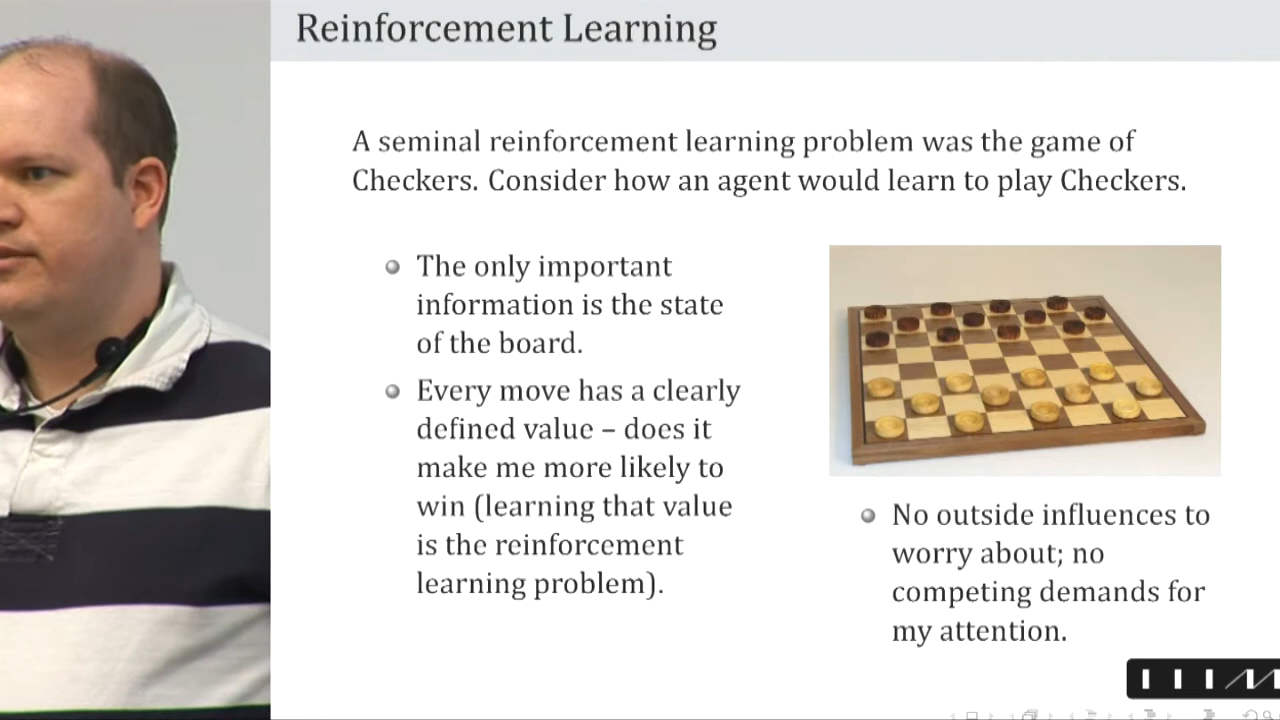 Reinforcement Learning
A seminal reinforcement learning problem was the game of
Checkers. Consider how an agent would learn to play Checkers.
The only important
information is the state
of the board.
Every move has a clearly
defined value – does it
make me more likely to
win (learning that value
is the reinforcement
learning problem).
No outside influences to
worry about; no
competing demands for
my attention.